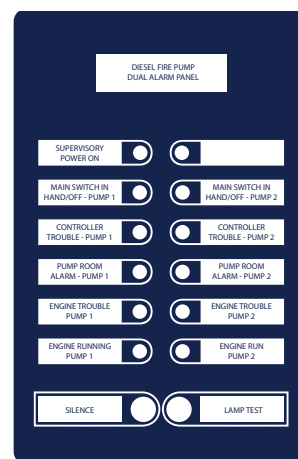 DIESEL FIRE PUMP
DUAL ALARM PANEL
SUPERVISORY
POWER ON
MAIN SWITCH IN
HAND/OFF - PUMP 1
MAIN SWITCH IN
HAND/OFF - PUMP 2
CONTROLLER
TROUBLE - PUMP 1
CONTROLLER
TROUBLE - PUMP 2
PUMP ROOM
ALARM - PUMP 1
PUMP ROOM
ALARM - PUMP 2
ENGINE TROUBLE
PUMP 1
ENGINE TROUBLE
PUMP 2
ENGINE RUNNING
PUMP 1
ENGINE RUN
PUMP 2
SILENCE
LAMP TEST